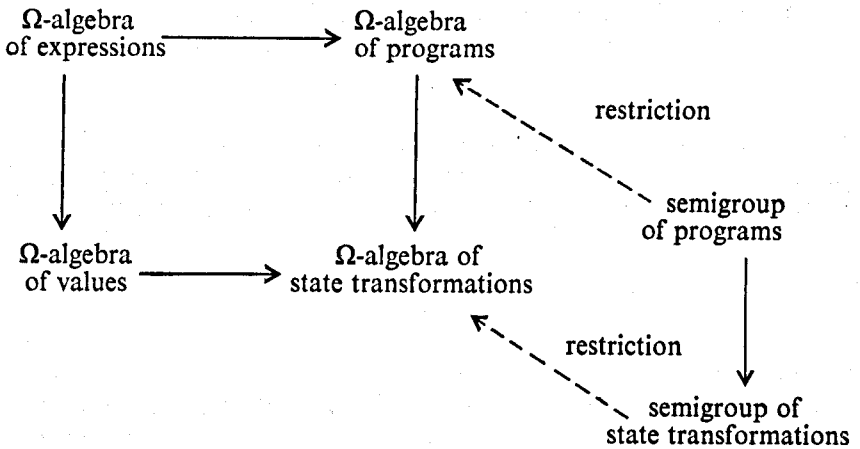 Ω-algebra
of expressions
Ω-algebra
of programs
restriction
semigroup
of programs
Ω-algebra
of values
Ω-algebra of
state transformations
restriction
semigroup of
state transformations